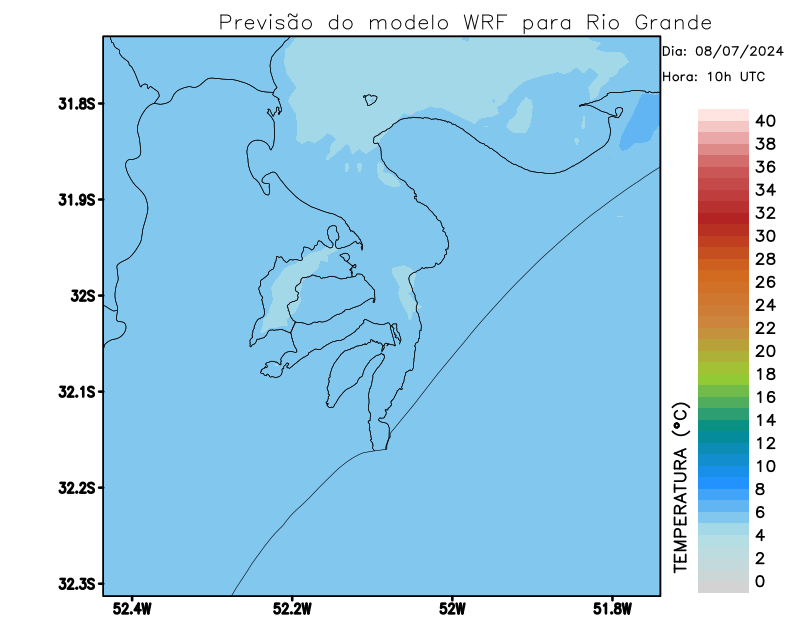 Previsão do modelo WRF para Rio Grande
Dia: 08/07/2024
Hora: 10h UTC
31.8S
31.9S
32S
32.1S
32.2S
32.3S
52.4W 52.2W 52W 51.8W
TEMPERATURA (°C)
40
38
36
34
32
30
28
26
24
22
20
18
16
14
12
10
8
6
4
2
0